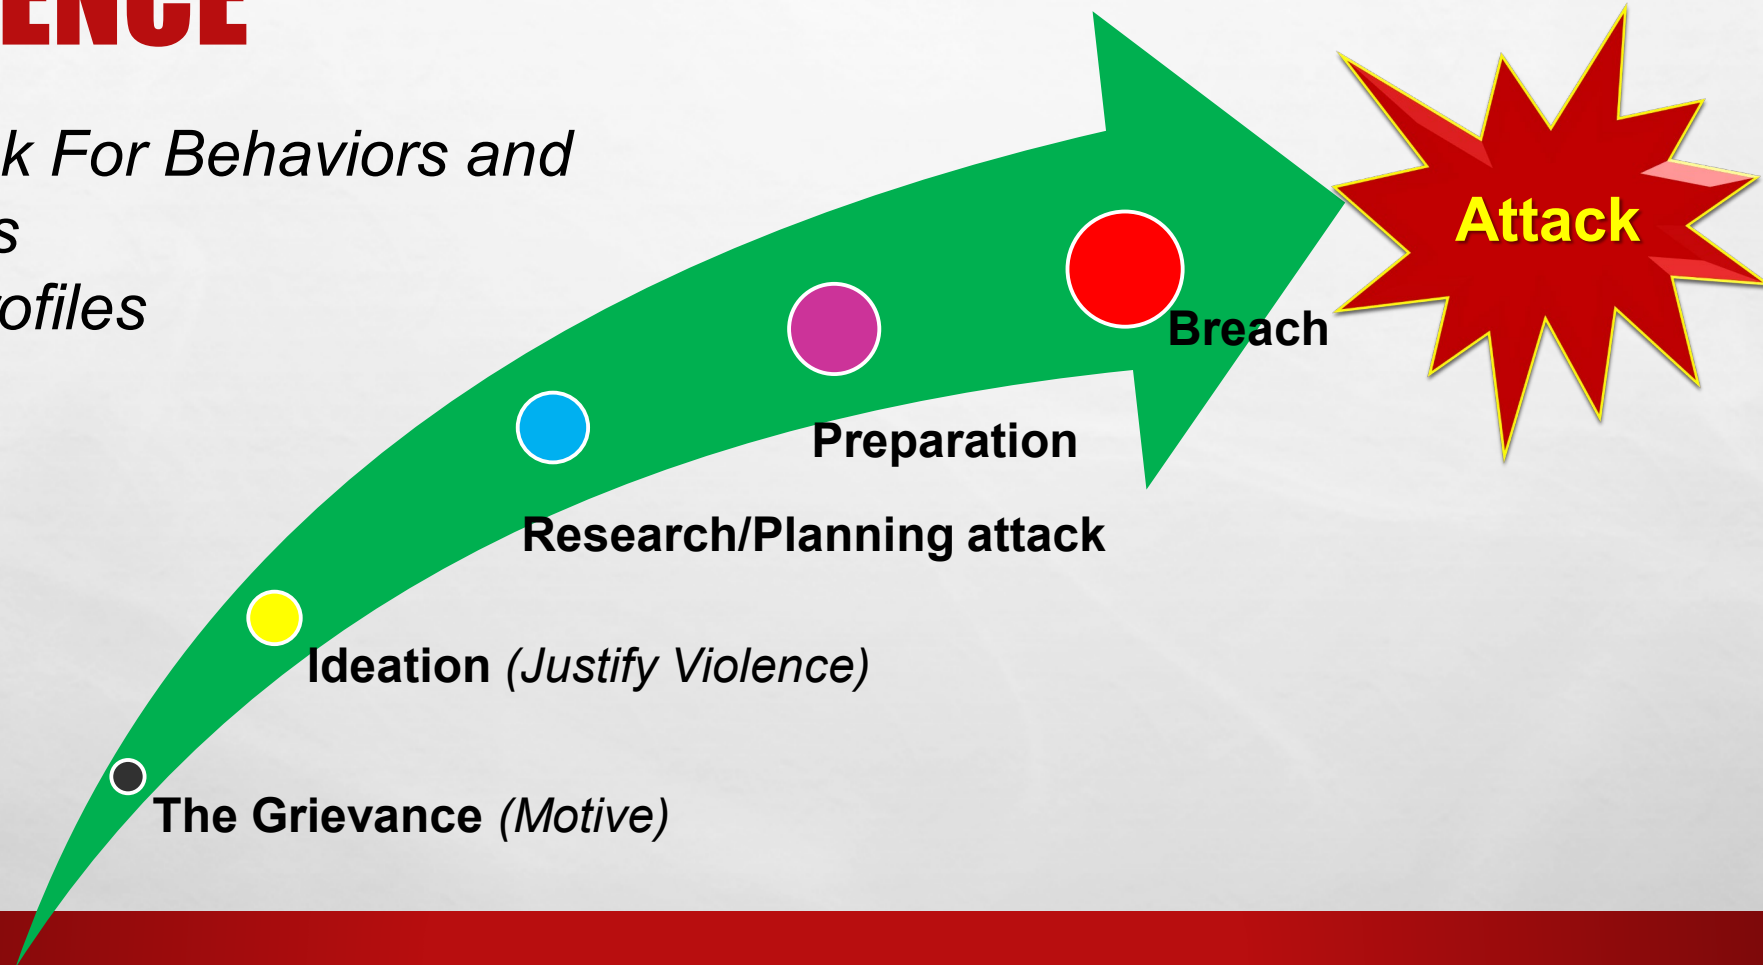 ENCE
k For Behaviors and
s
ofiles
Attack
Breach
Preparation
Research/Planning attack
Ideation (Justify Violence)
The Grievance (Motive)